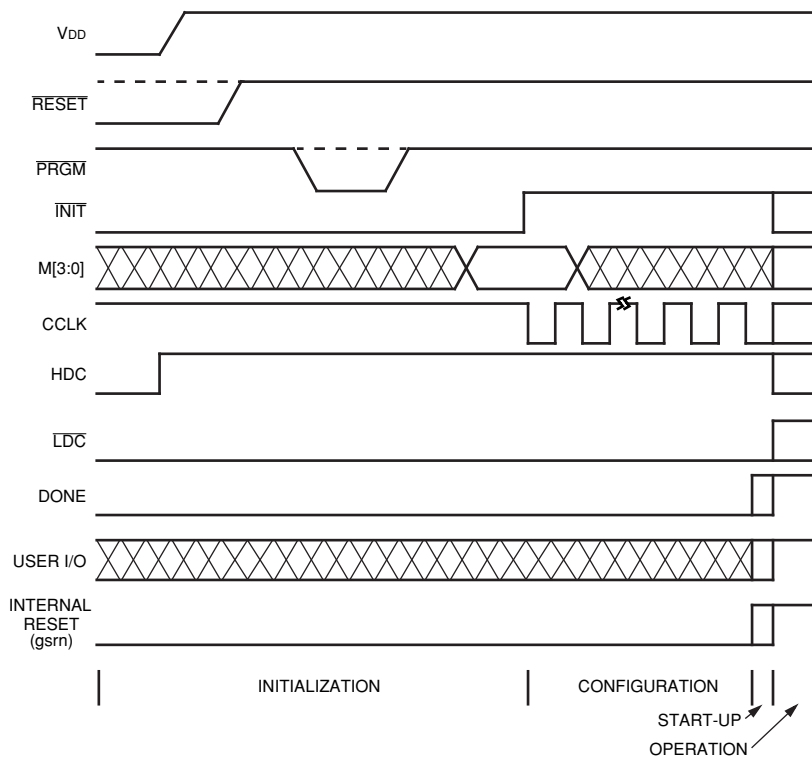 VDD
RESET
PRGM
INIT
M[3:0]
CCLK
HDC
LDC
DONE
USER I/O
INTERNAL
RESET
(gsrn)
INITIALIZATION
CONFIGURATION
START-UP
OPERATION